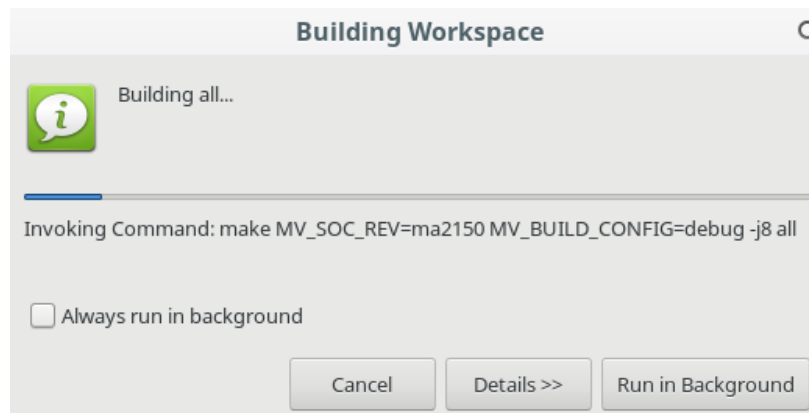 Building Workspace
Building all...
Invoking Command: make MV_SOC_REV=ma2150 MV_BUILD_CONFIG=debug -j8 all
Always run in background
Cancel Details >> Run in Background